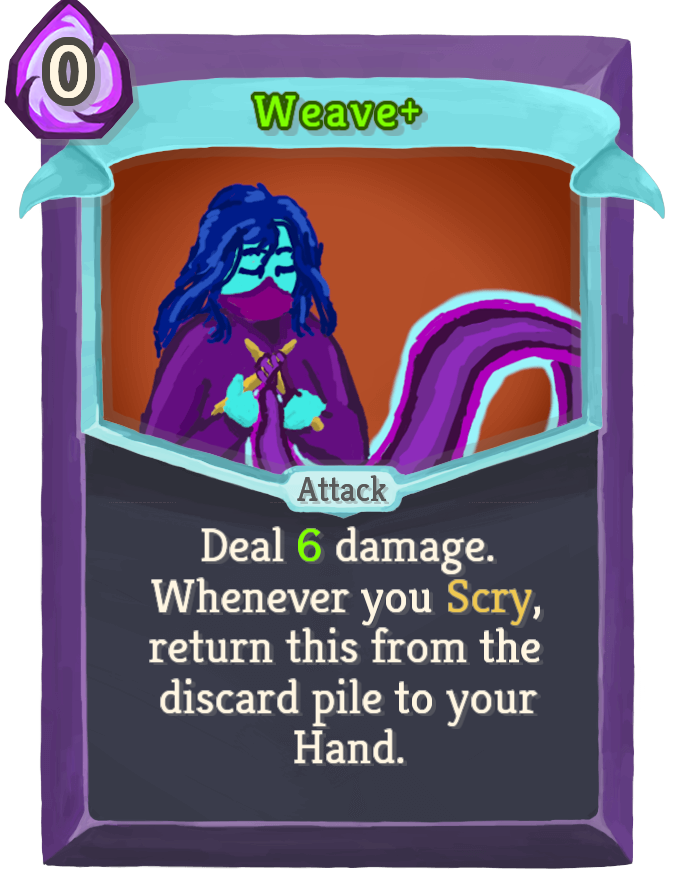 0
Weave+
Attack
Deal 6 damage.
Whenever you Scry,
return this from the
discard pile to your
Hand.